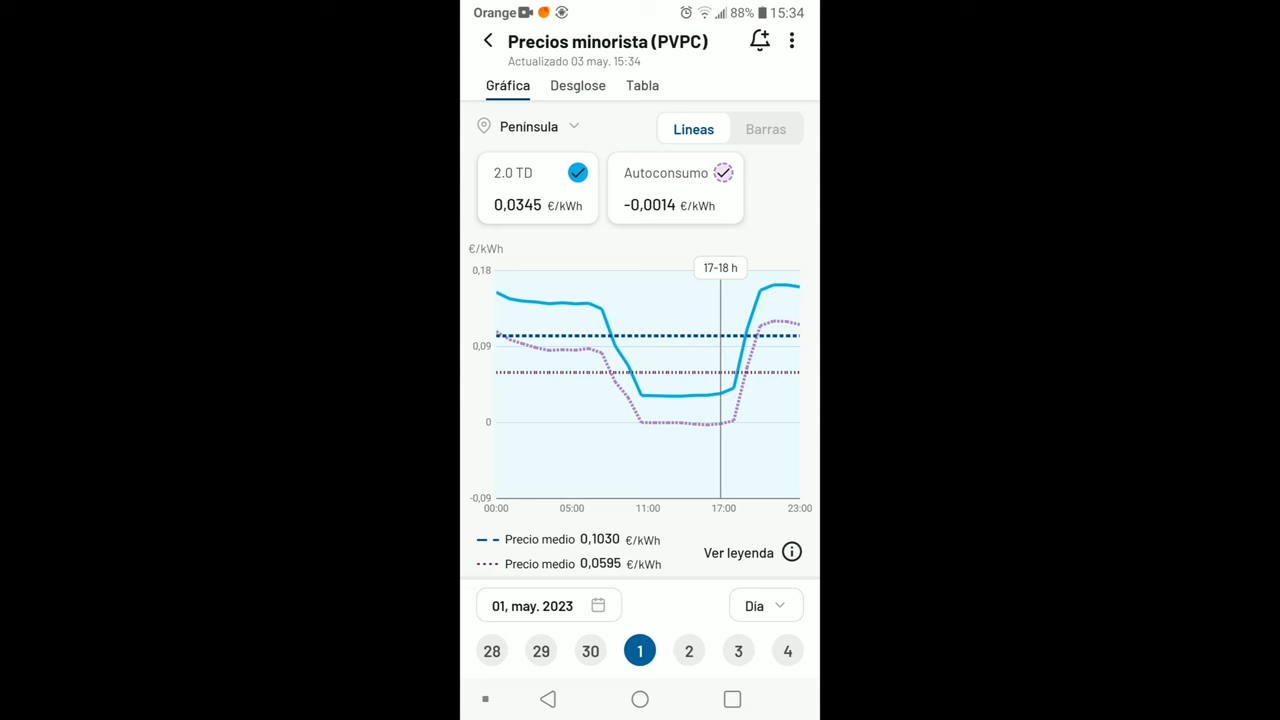 Orange 88% 15:34
Precios minorista (PVPC)
Actualizado 03 may. 15:34
Gráfica Desglose Tabla
Península Lineas Barras
2.0 TD Autoconsumo
0,0345 €/kWh -0,0014 €/kWh
€/kWh
17-18 h
0,18
0,09
0
-0,09
00:00 05:00 11:00 17:00 23:00
Precio medio 0,1030 €/kWh
Ver leyenda
Precio medio 0,0595 €/kWh
01, may. 2023 Día
28 29 30 1 2 3 4